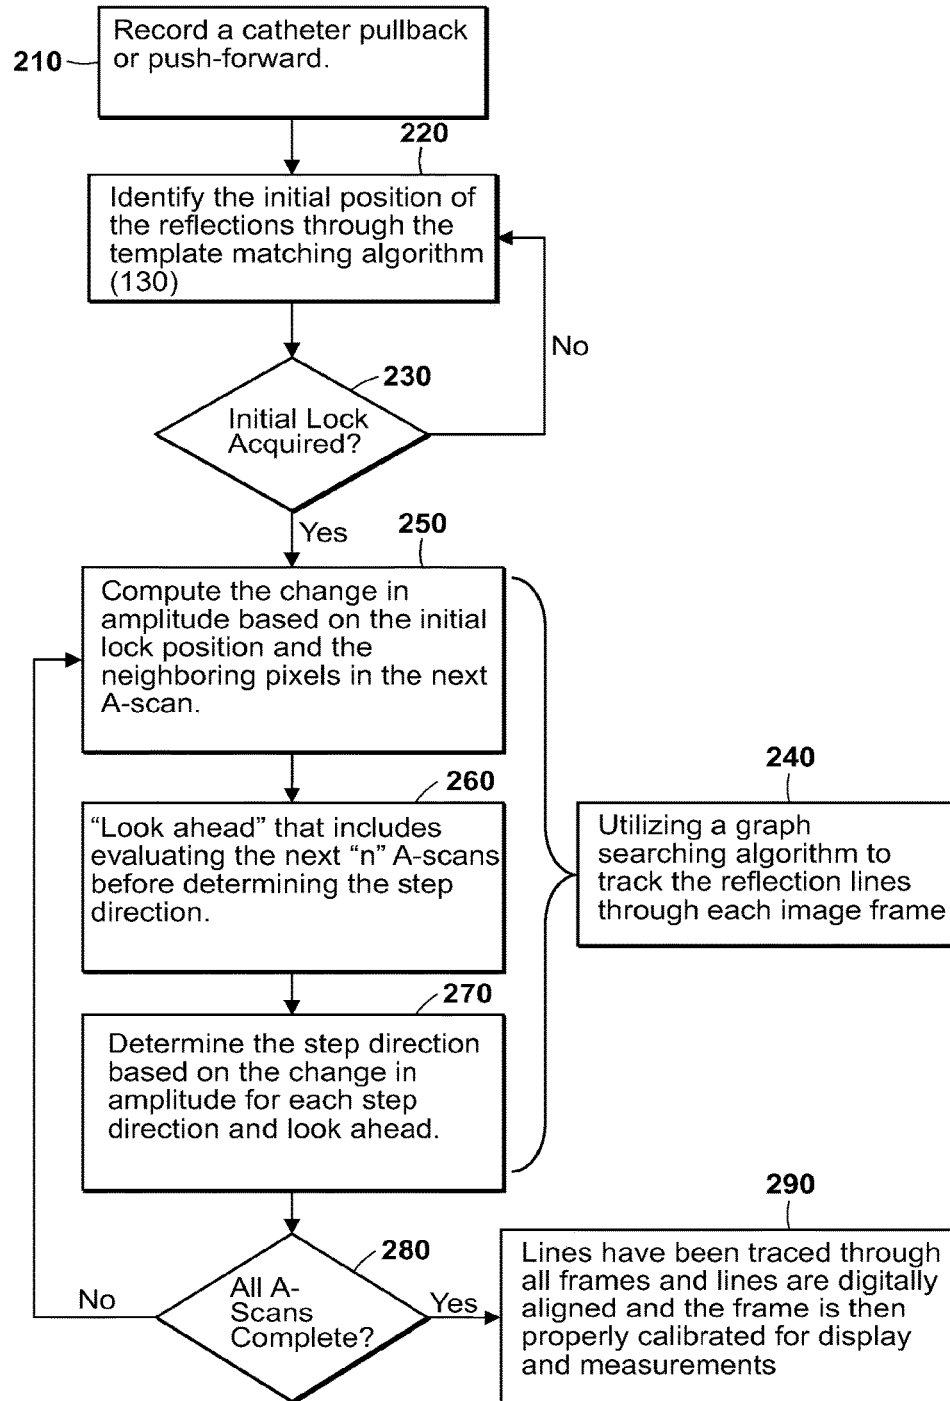 Record a catheter pullback
or push-forward.
210
220
Identify the initial position of
the reflections through the
template matching algorithm
(130)
No
230
Initial Lock
Acquired?
Yes
250
Compute the change in
amplitude based on the initial
lock position and the
neighboring pixels in the next
A-scan.
260
“Look ahead” that includes
evaluating the next “n” A-scans
before determining the step
direction.
240
Utilizing a graph
searching algorithm to
track the reflection lines
through each image frame
270
Determine the step direction
based on the change in
amplitude for each step
direction and look ahead.
280
All A-
Scans
Complete?
No
Yes
290
Lines have been traced through
all frames and lines are digitally
aligned and the frame is then
properly calibrated for display
and measurements